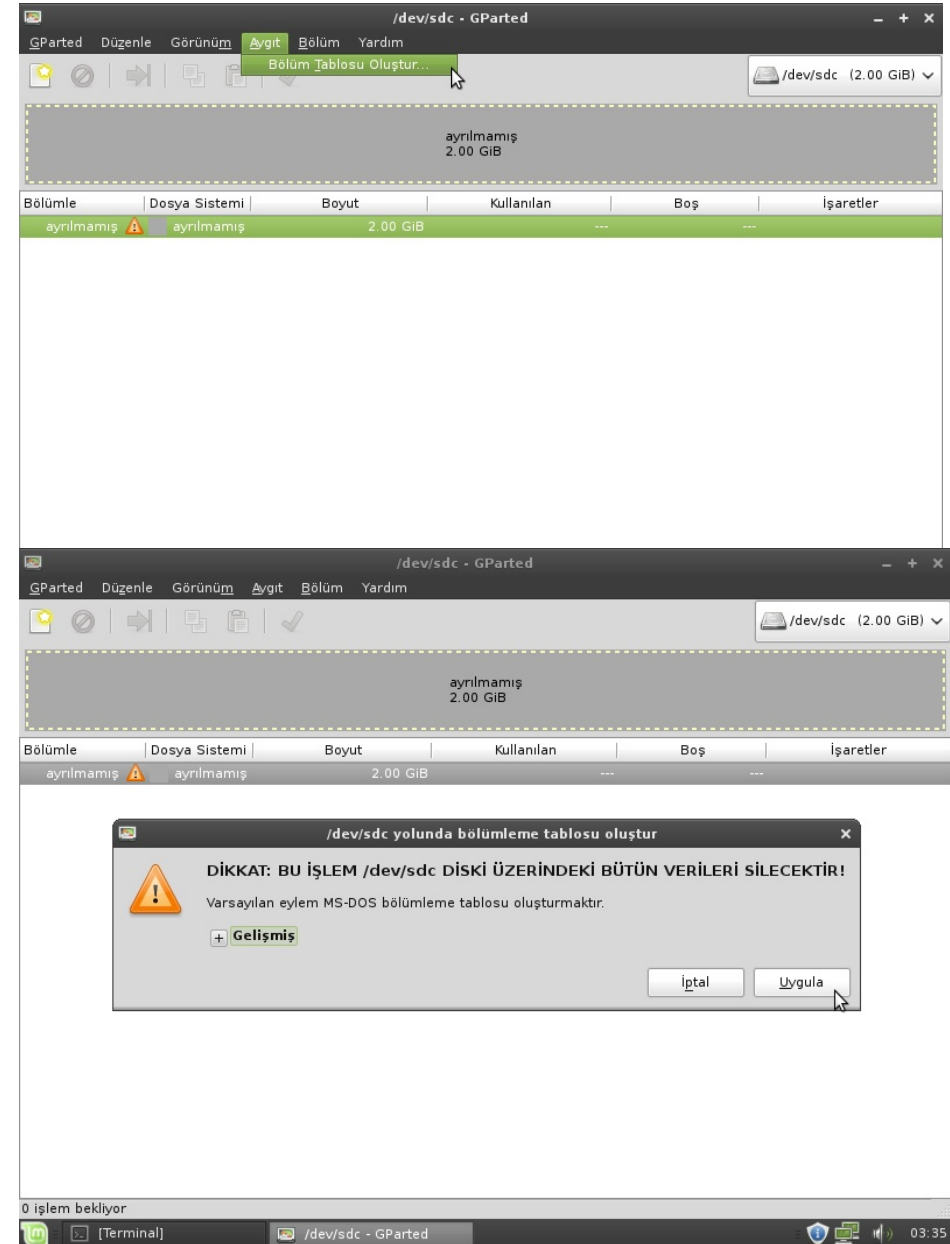 /dev/sdc - GParted
GParted Düzenle Görünüm Aygıt Bölüm Yardım
Bölüm Tablosu Oluştur...
/dev/sdc (2.00 GiB)
ayrılmamış
2.00 GiB
Bölümle Dosya Sistemi Boyut Kullanılan Boş İşaretler
ayrılmamış ayrılmamış 2.00 GiB --- ---
/dev/sdc - GParted
GParted Düzenle Görünüm Aygıt Bölüm Yardım
/dev/sdc (2.00 GiB)
ayrılmamış
2.00 GiB
Bölümle Dosya Sistemi Boyut Kullanılan Boş İşaretler
ayrılmamış ayrılmamış 2.00 GiB --- ---
/dev/sdc yolunda bölümleme tablosu oluştur
DİKKAT: BU İŞLEM /dev/sdc DİSKİ ÜZERİNDEKİ BÜTÜN VERİLERİ SİLECEKTİR!
Varsayılan eylem MS-DOS bölümleme tablosu oluşturmaktır.
+ Gelişmiş
İptal Uygula
0 işlem bekliyor
[Terminal] /dev/sdc - GParted 03:35